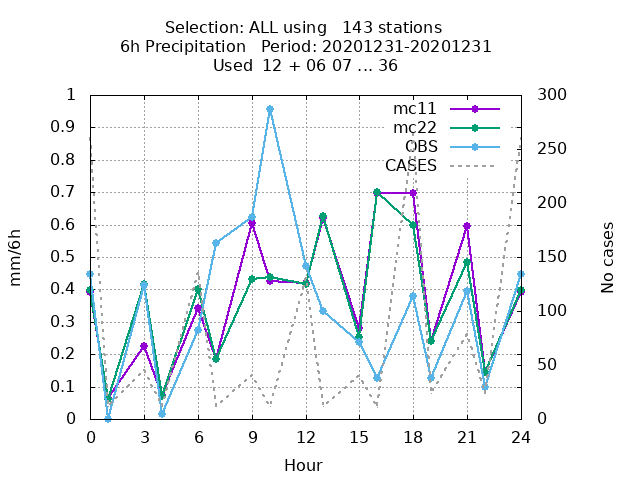 Selection: ALL using   143 stations
6h Precipitation   Period: 20201231-20201231
Used  12 + 06 07 ... 36
mm/6h
No cases
1
0.9
0.8
0.7
0.6
0.5
0.4
0.3
0.2
0.1
0
300
250
200
150
100
50
0
mc11
mc22
OBS
CASES
0 3 6 9 12 15 18 21 24
Hour